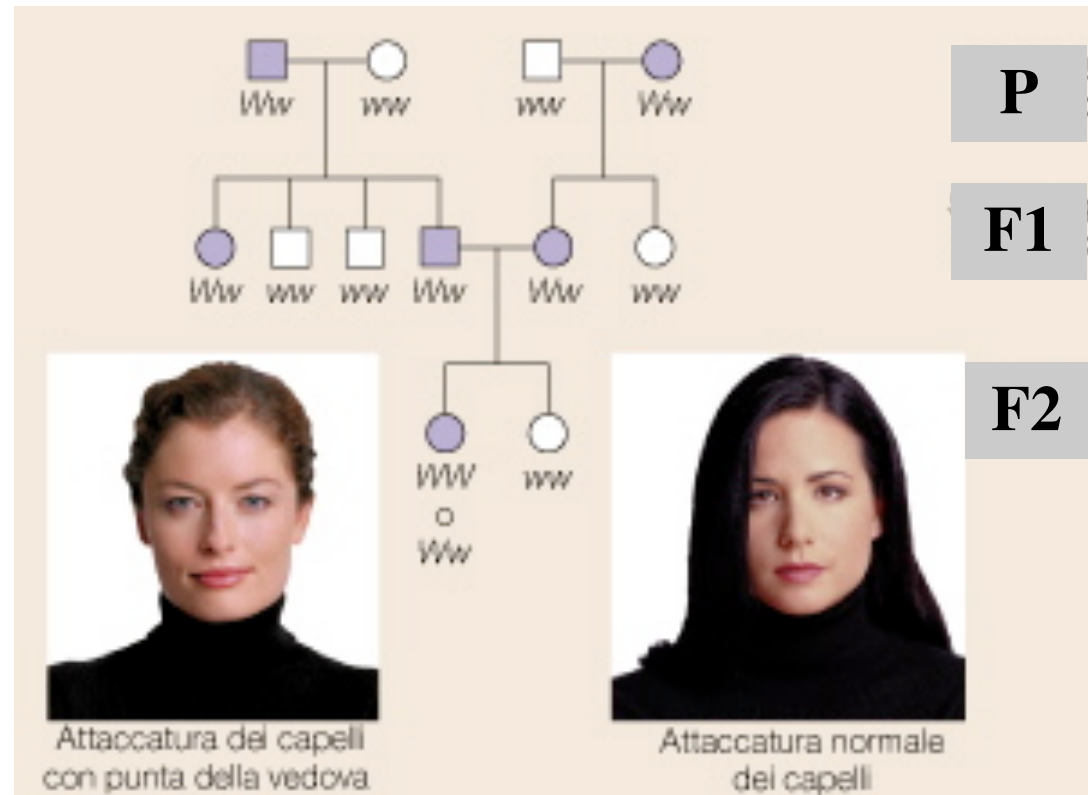 Ww ww ww Ww
P
Ww ww ww Ww Ww ww
F1
WW ww
o
Ww
F2
Attaccatura dei capelli
con punta della vedova
Attaccatura normale
dei capelli